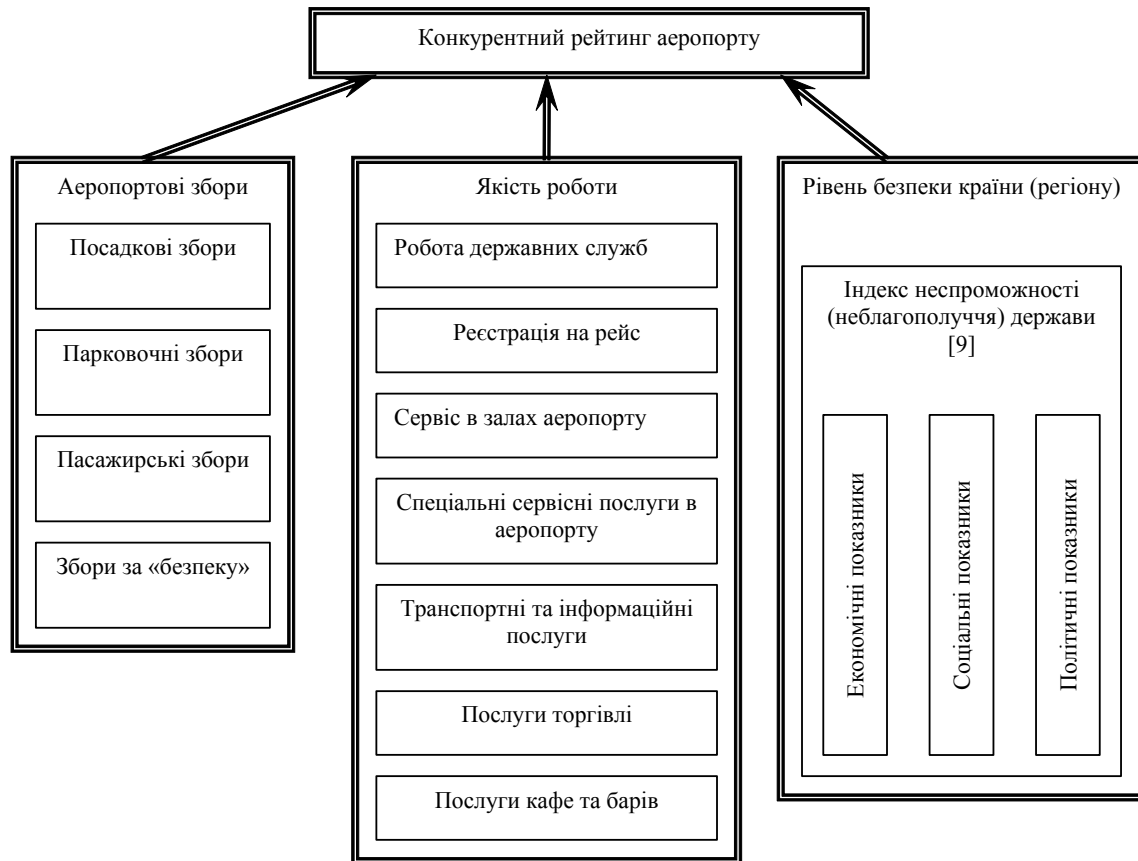 Конкурентний рейтинг аеропорту
Аеропортові збори
Посадкові збори
Парковочні збори
Пасажирські збори
Збори за «безпеку»
Якість роботи
Робота державних служб
Реєстрація на рейс
Сервіс в залах аеропорту
Спеціальні сервісні послуги в
аеропорту
Транспортні та інформаційні
послуги
Послуги торгівлі
Послуги кафе та барів
Рівень безпеки країни (регіону)
Індекс неспроможності
(неблагополуччя) держави
[9]
Економічні показники
Соціальні показники
Політичні показники